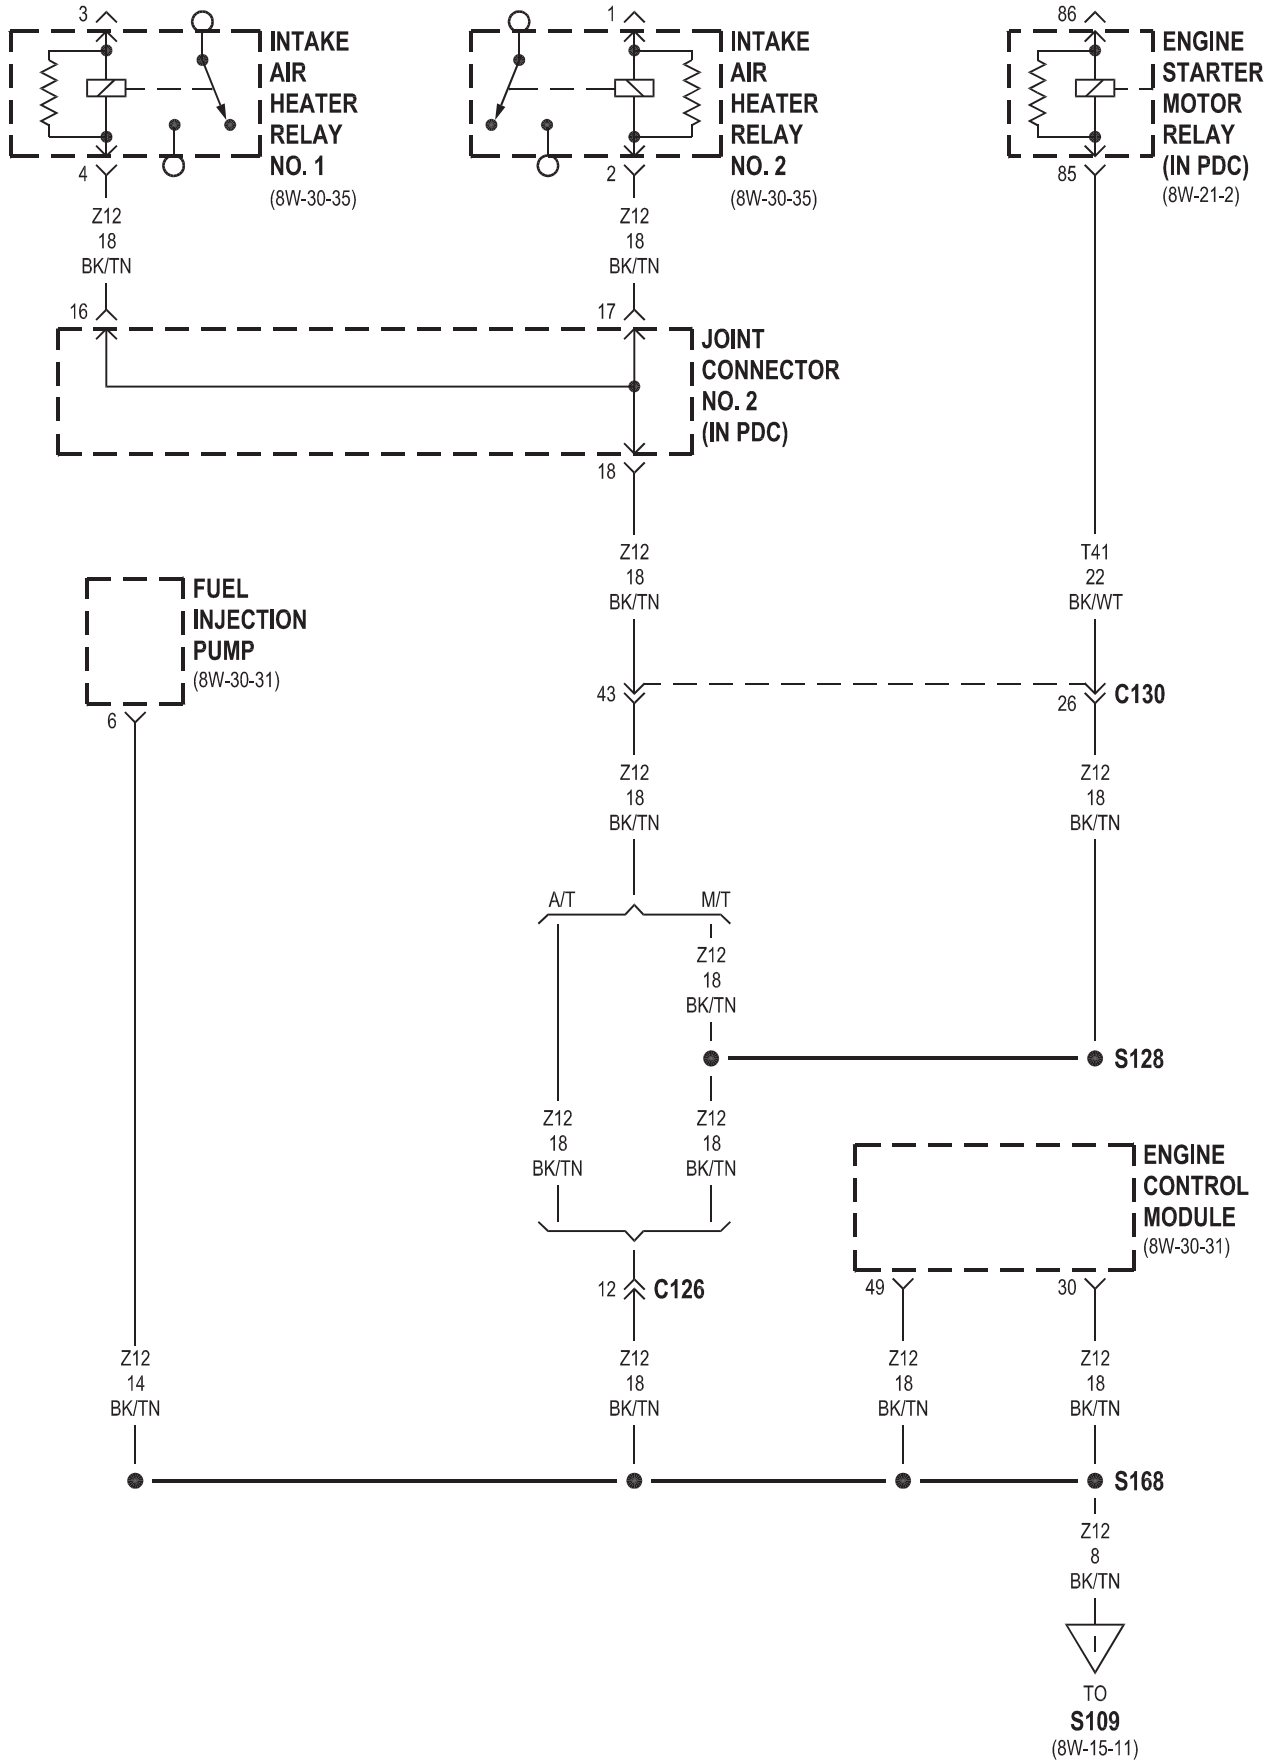 3
INTAKE
AIR
HEATER
RELAY
NO. 1
(8W-30-35)
4
Z12
18
BK/TN
16
1
INTAKE
AIR
HEATER
RELAY
NO. 2
(8W-30-35)
2
Z12
18
BK/TN
17
86
ENGINE
STARTER
MOTOR
RELAY
(IN PDC)
(8W-21-2)
85
JOINT
CONNECTOR
NO. 2
(IN PDC)
18
Z12
18
BK/TN
T41
22
BK/WT
FUEL
INJECTION
PUMP
(8W-30-31)
6
43
26
C130
Z12
18
BK/TN
Z12
18
BK/TN
A/T
M/T
Z12
18
BK/TN
S128
Z12
18
BK/TN
Z12
18
BK/TN
ENGINE
CONTROL
MODULE
(8W-30-31)
12
C126
49
30
Z12
14
BK/TN
Z12
18
BK/TN
Z12
18
BK/TN
Z12
18
BK/TN
S168
Z12
8
BK/TN
I
TO
S109
(8W-15-11)